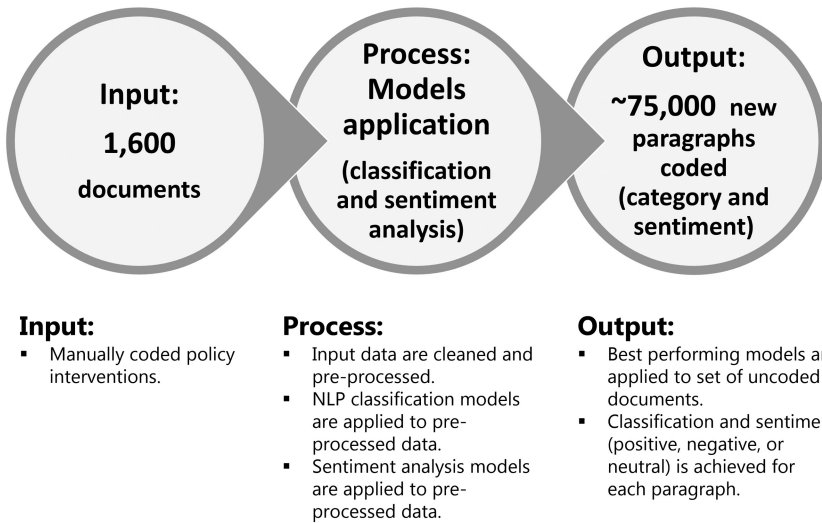 Input:
1,600
documents
Process:
Models
application
(classification
and sentiment
analysis)
Output:
~75,000 new
paragraphs
coded
(category and
sentiment)
Input:
▪ Manually coded policy
interventions.
Process:
▪ Input data are cleaned and
pre-processed.
▪ NLP classification models
are applied to pre-
processed data.
▪ Sentiment analysis models
are applied to pre-
processed data.
Output:
▪ Best performing models
applied to set of uncoded
documents.
▪ Classification and
(positive, negative, or
neutral) is achieved for
each paragraph.